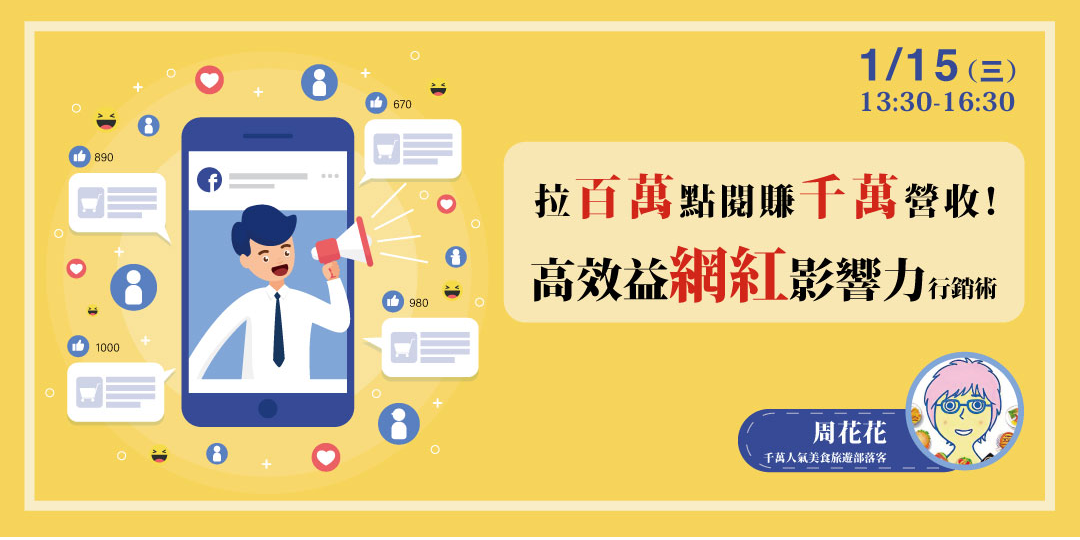 1/15(三)
13:30-16:30
拉百萬點閱賺千萬營收!
高效益網紅影響力行銷術
周花花
千萬人氣美食旅遊部落客
670
890
f
980
1000